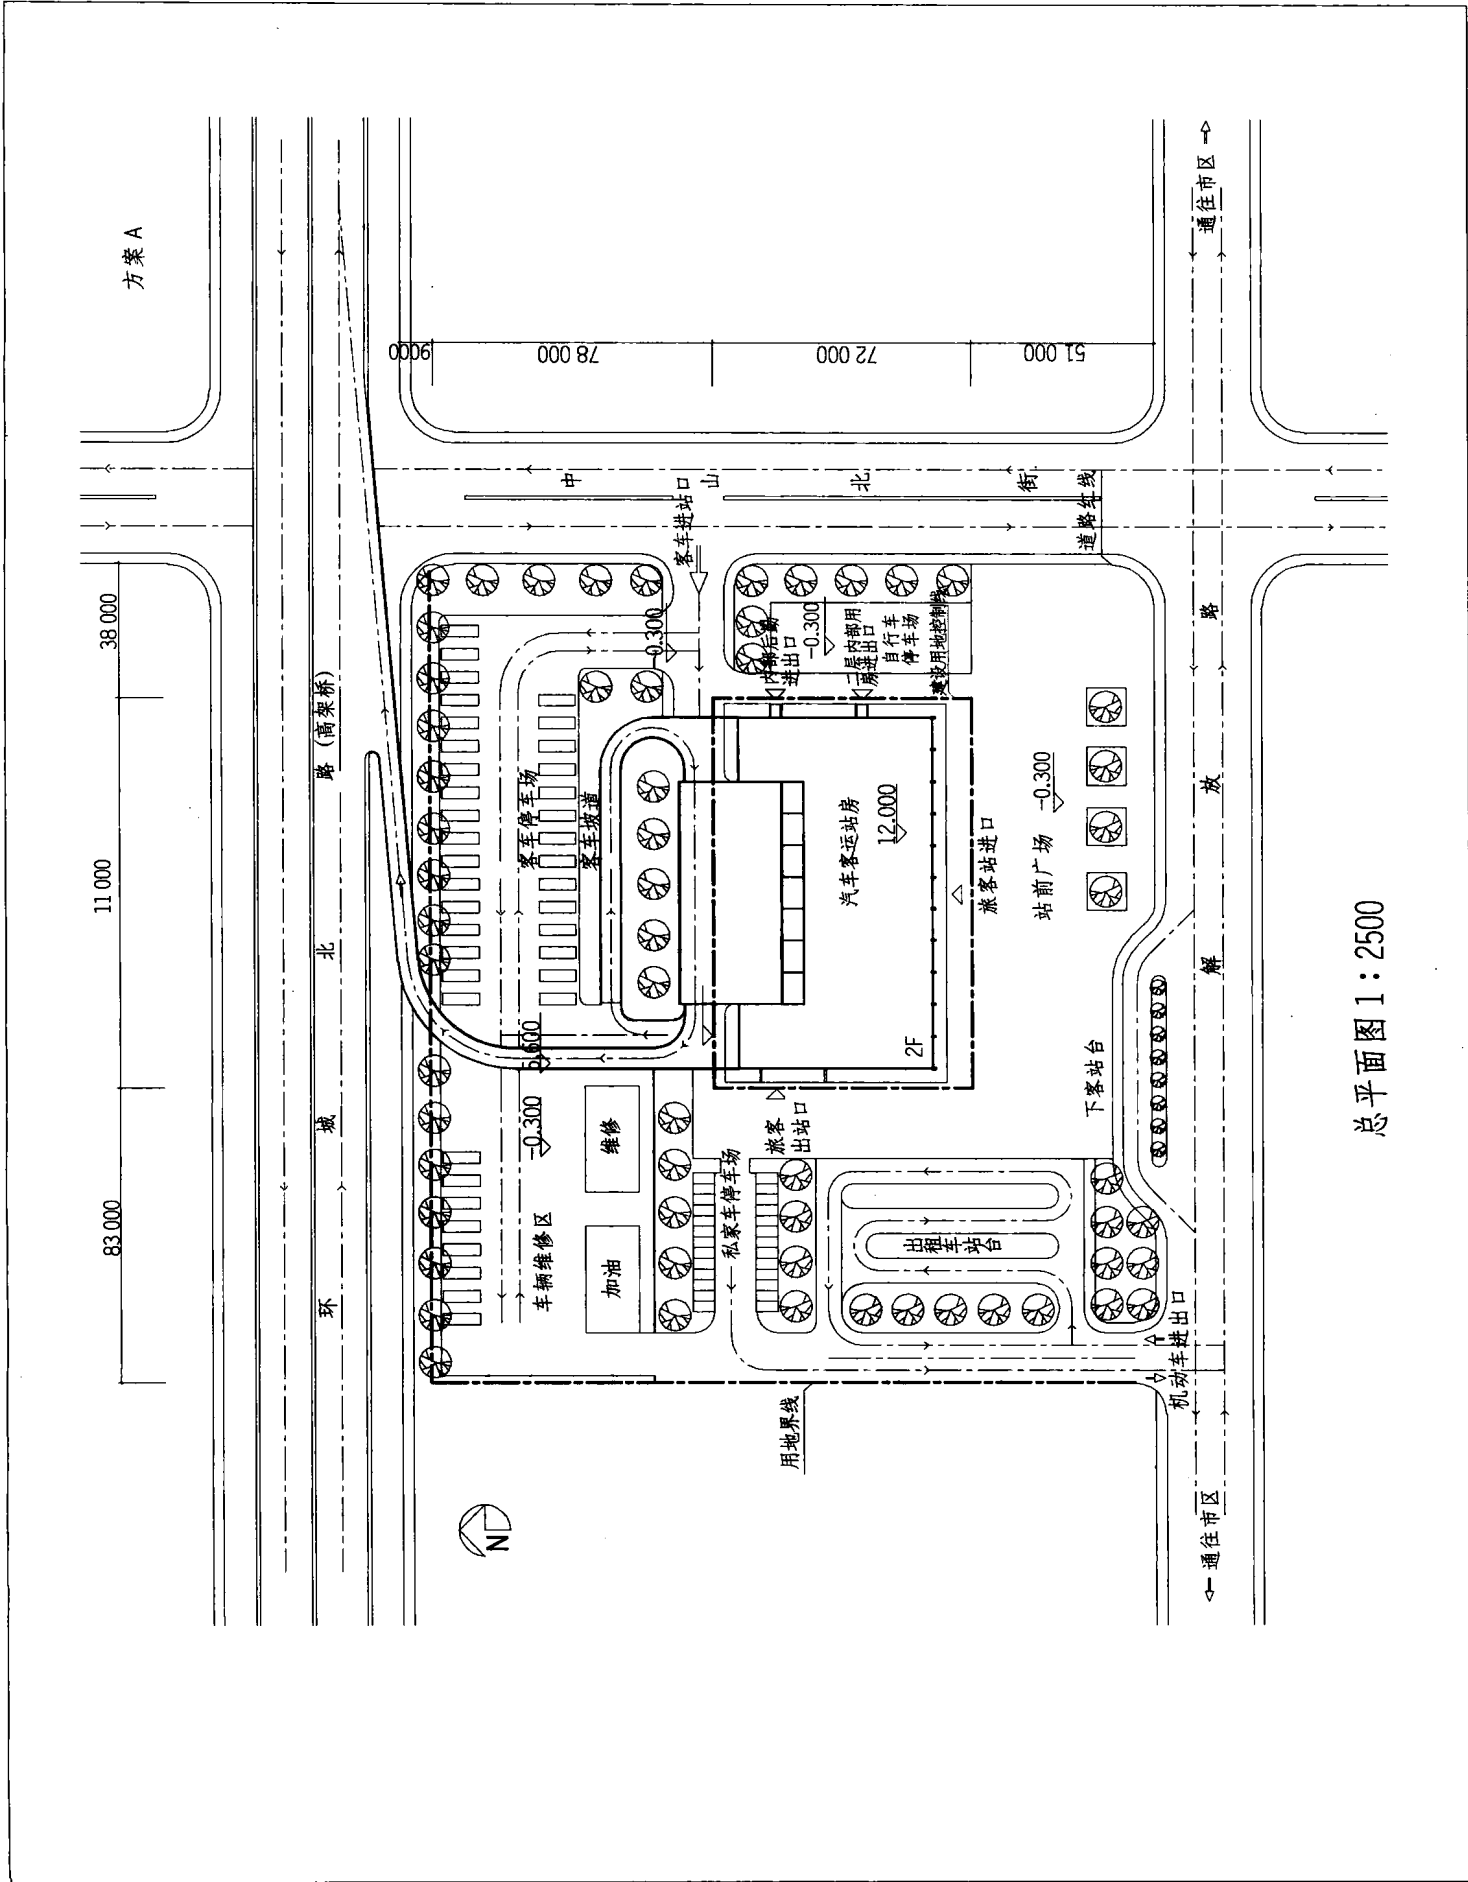 方案 A
83 000
11 000
38 000
环 城 北 路 (高架桥)
9000
78 000
72 000
51 000
中 山 北 街
道路红线
客车进站口
-0.300
客车停车场
客车坡道
5.600
-0.300
车辆维修区
维修
加油
内部后勤
进出口
-0.300
二层内部用
房进出口
自行车
停车场
建设用地控制线
汽车客运站房
12.000
2F
旅客站进口
站前广场
-0.300
旅客
出站口
私家车停车场
出租车站台
下客站台
机动车进出口
用地界线
N
解 放 路
通往市区
通往市区
总平面图 1：2500